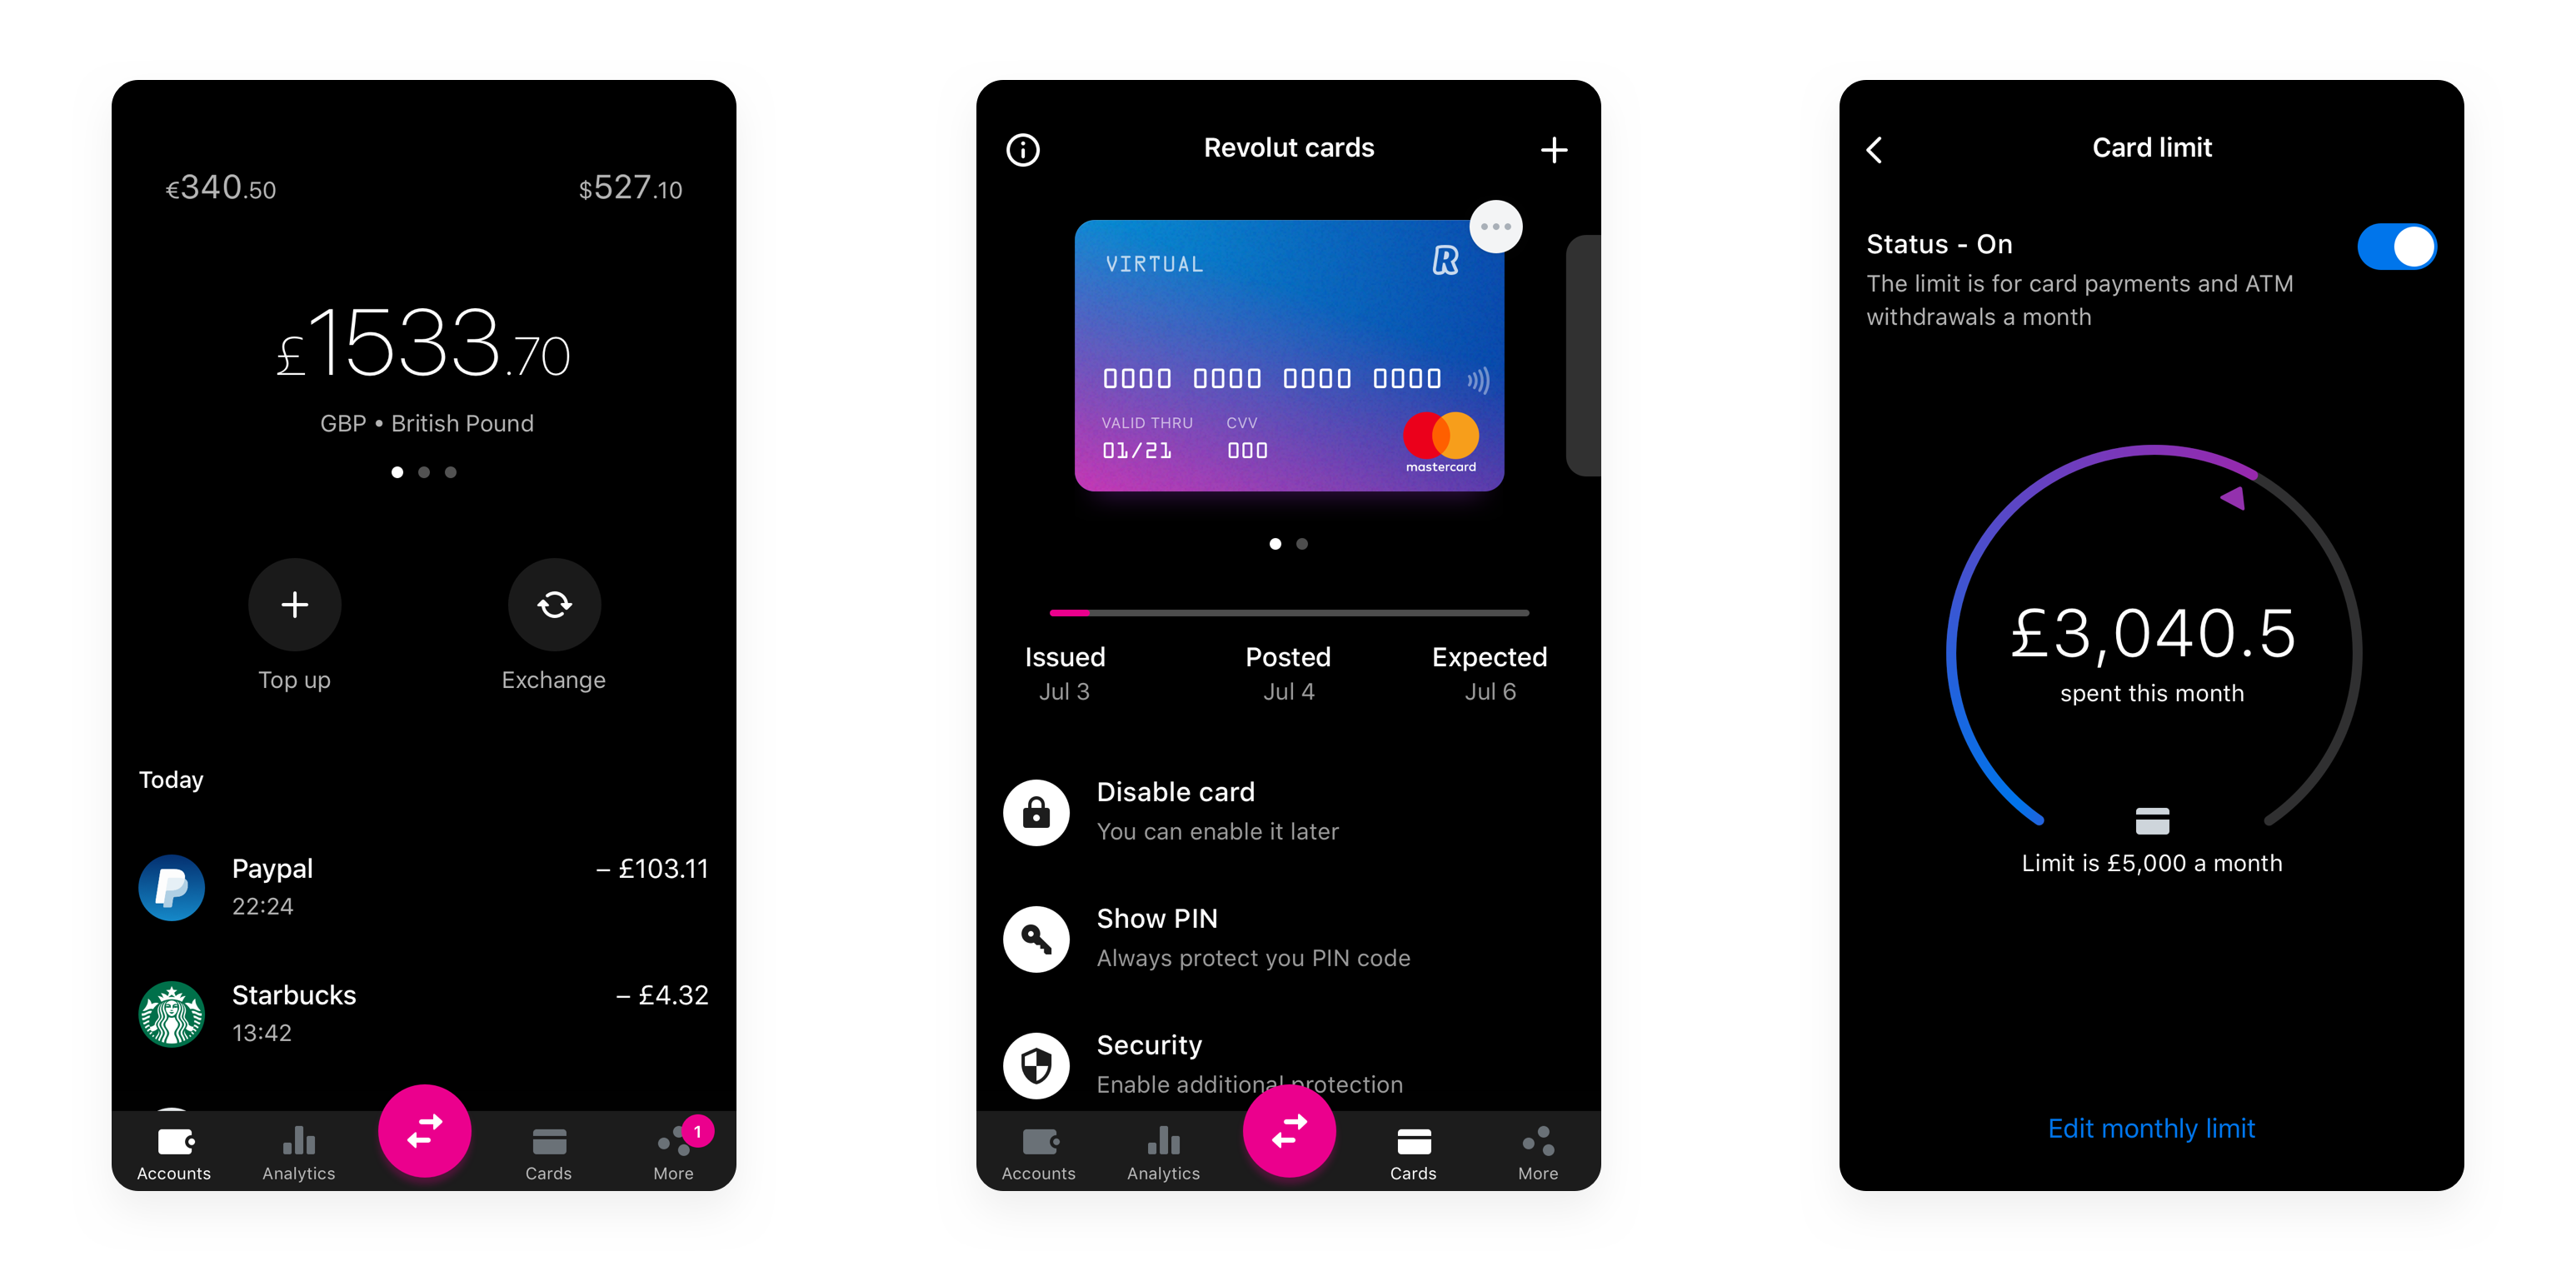 €340.50
$527.10
£1533.70
GBP • British Pound
Top up
Exchange
Today
Paypal
– £103.11
22:24
Starbucks
– £4.32
13:42
1
Accounts
Analytics
Cards
More
Revolut cards
VIRTUAL
R
0000 0000 0000 0000
VALID THRU
CVV
01/21
000
mastercard
Issued
Posted
Expected
Jul 3
Jul 4
Jul 6
Disable card
You can enable it later
Show PIN
Always protect you PIN code
Security
Enable additional protection
Accounts
Analytics
Cards
More
Card limit
Status - On
The limit is for card payments and ATM
withdrawals a month
£3,040.5
spent this month
Limit is £5,000 a month
Edit monthly limit